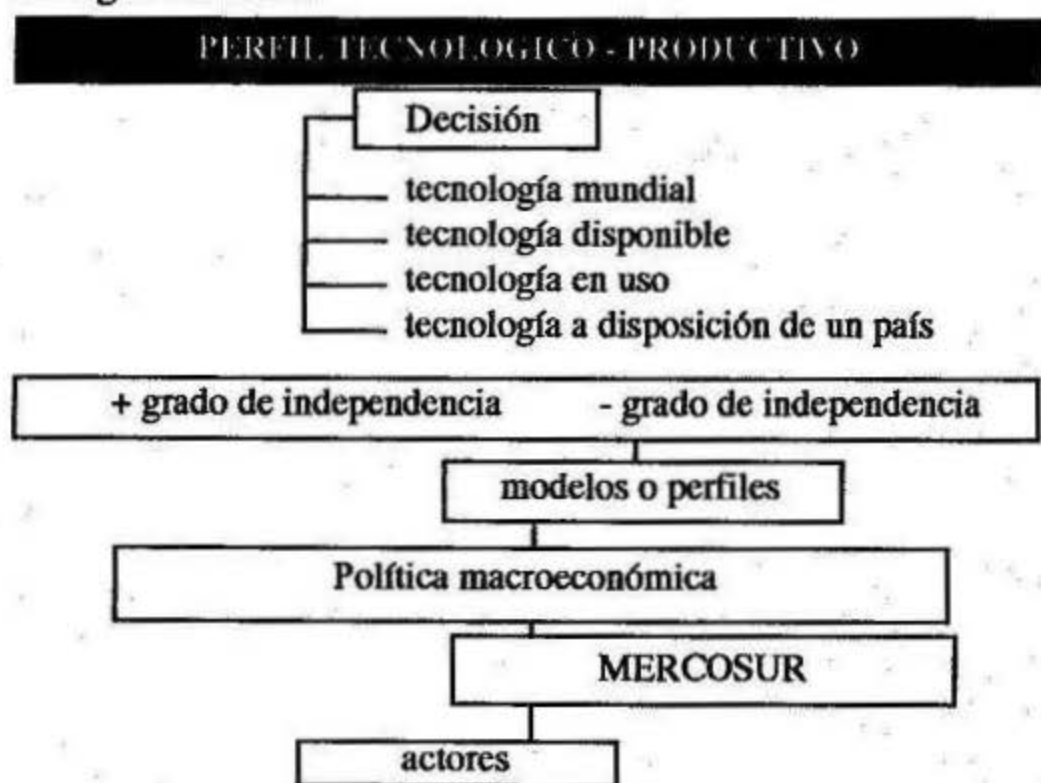 PERFIL TECNOLOGICO - PRODUCTIVO
Decisión
tecnología mundial
tecnología disponible
tecnología en uso
tecnología a disposición de un país
+ grado de independencia - grado de independencia
modelos o perfiles
Política macroeconómica
MERCOSUR
actores